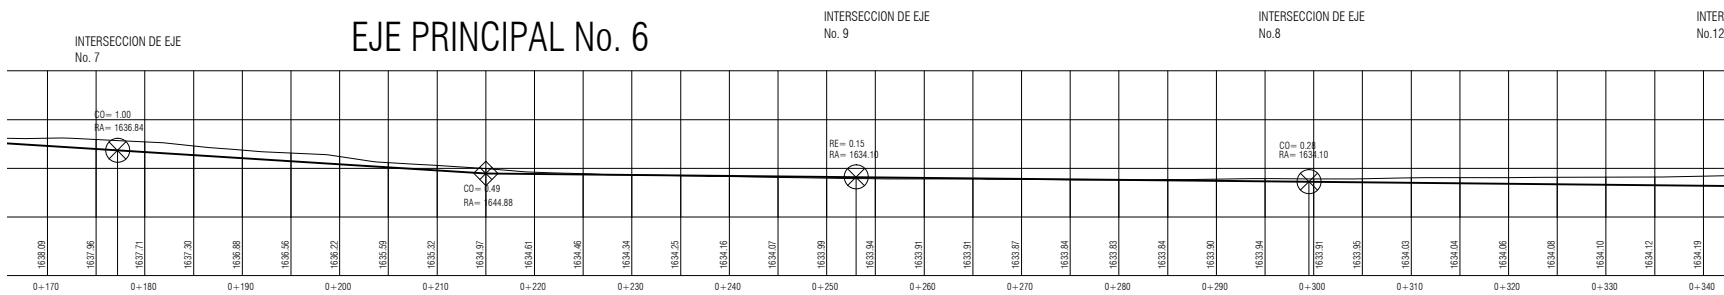 INTERSECCION DE EJE
No. 7
EJE PRINCIPAL No. 6
INTERSECCION DE EJE
No. 9
INTERSECCION DE EJE
No.8
INTER
No.12
CO= 1.00
RA= 1636.84
CO= 0.49
RA= 1644.88
RE= 0.15
RA= 1634.10
CO= 0.28
RA= 1634.10
1638.09 1637.96 1637.71 1637.30 1636.88 1636.56 1636.22 1635.59 1635.32 1634.97 1634.61 1634.46 1634.34 1634.25 1634.16 1634.07 1633.99 1633.94 1633.91 1633.91 1633.87 1633.84 1633.83 1633.84 1633.90 1633.94 1633.91 1633.95 1634.03 1634.04 1634.06 1634.08 1634.10 1634.12 1634.19
0+170 0+180 0+190 0+200 0+210 0+220 0+230 0+240 0+250 0+260 0+270 0+280 0+290 0+300 0+310 0+320 0+330 0+340